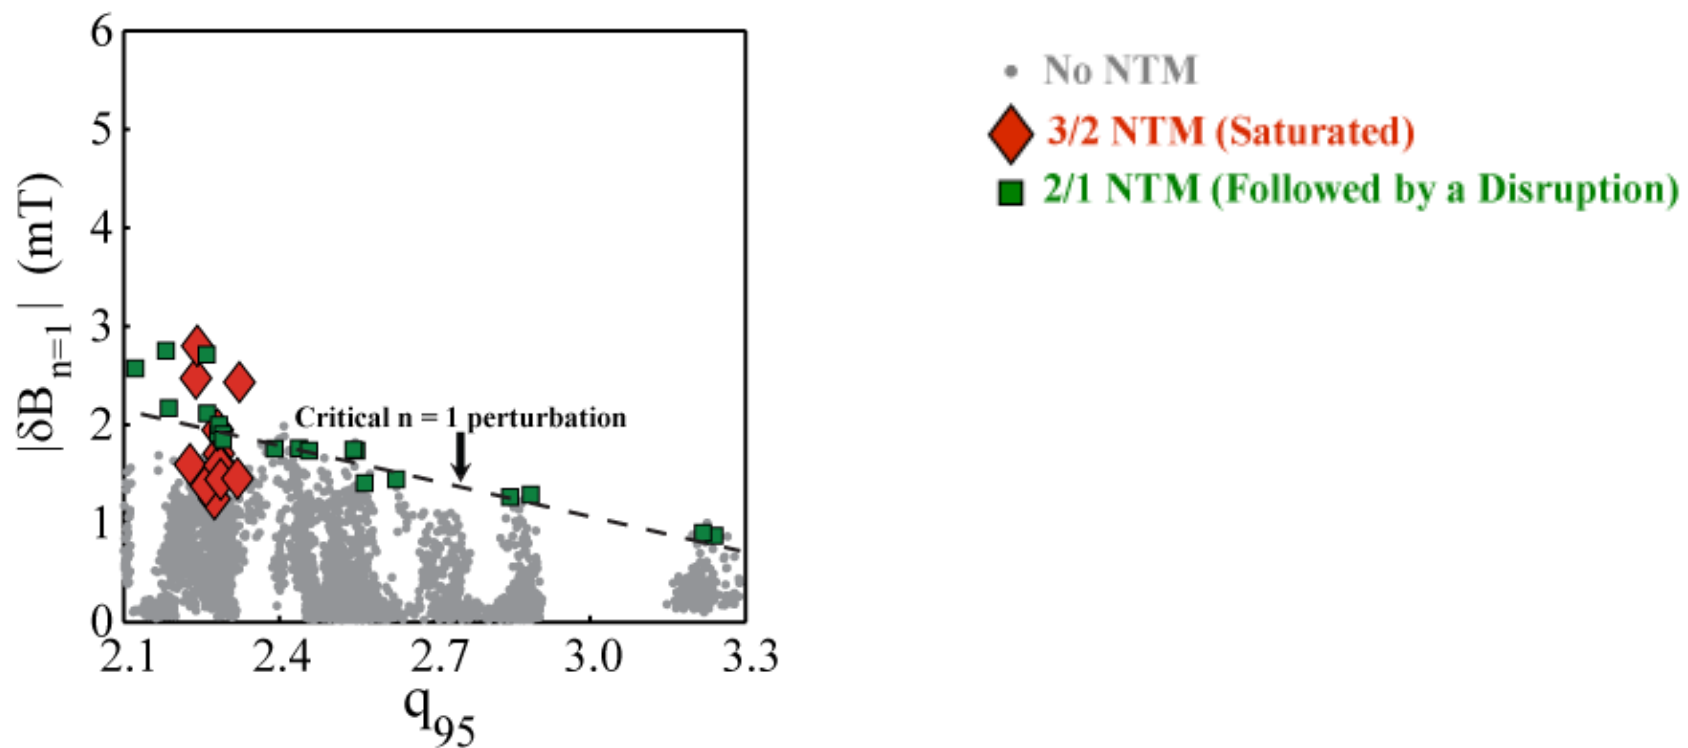 6
5
4
3
2
1
0
|δB n=1 | (mT)
Critical n = 1 perturbation
2.1 2.4 2.7 3.0 3.3
q95
No NTM
3/2 NTM (Saturated)
2/1 NTM (Followed by a Disruption)